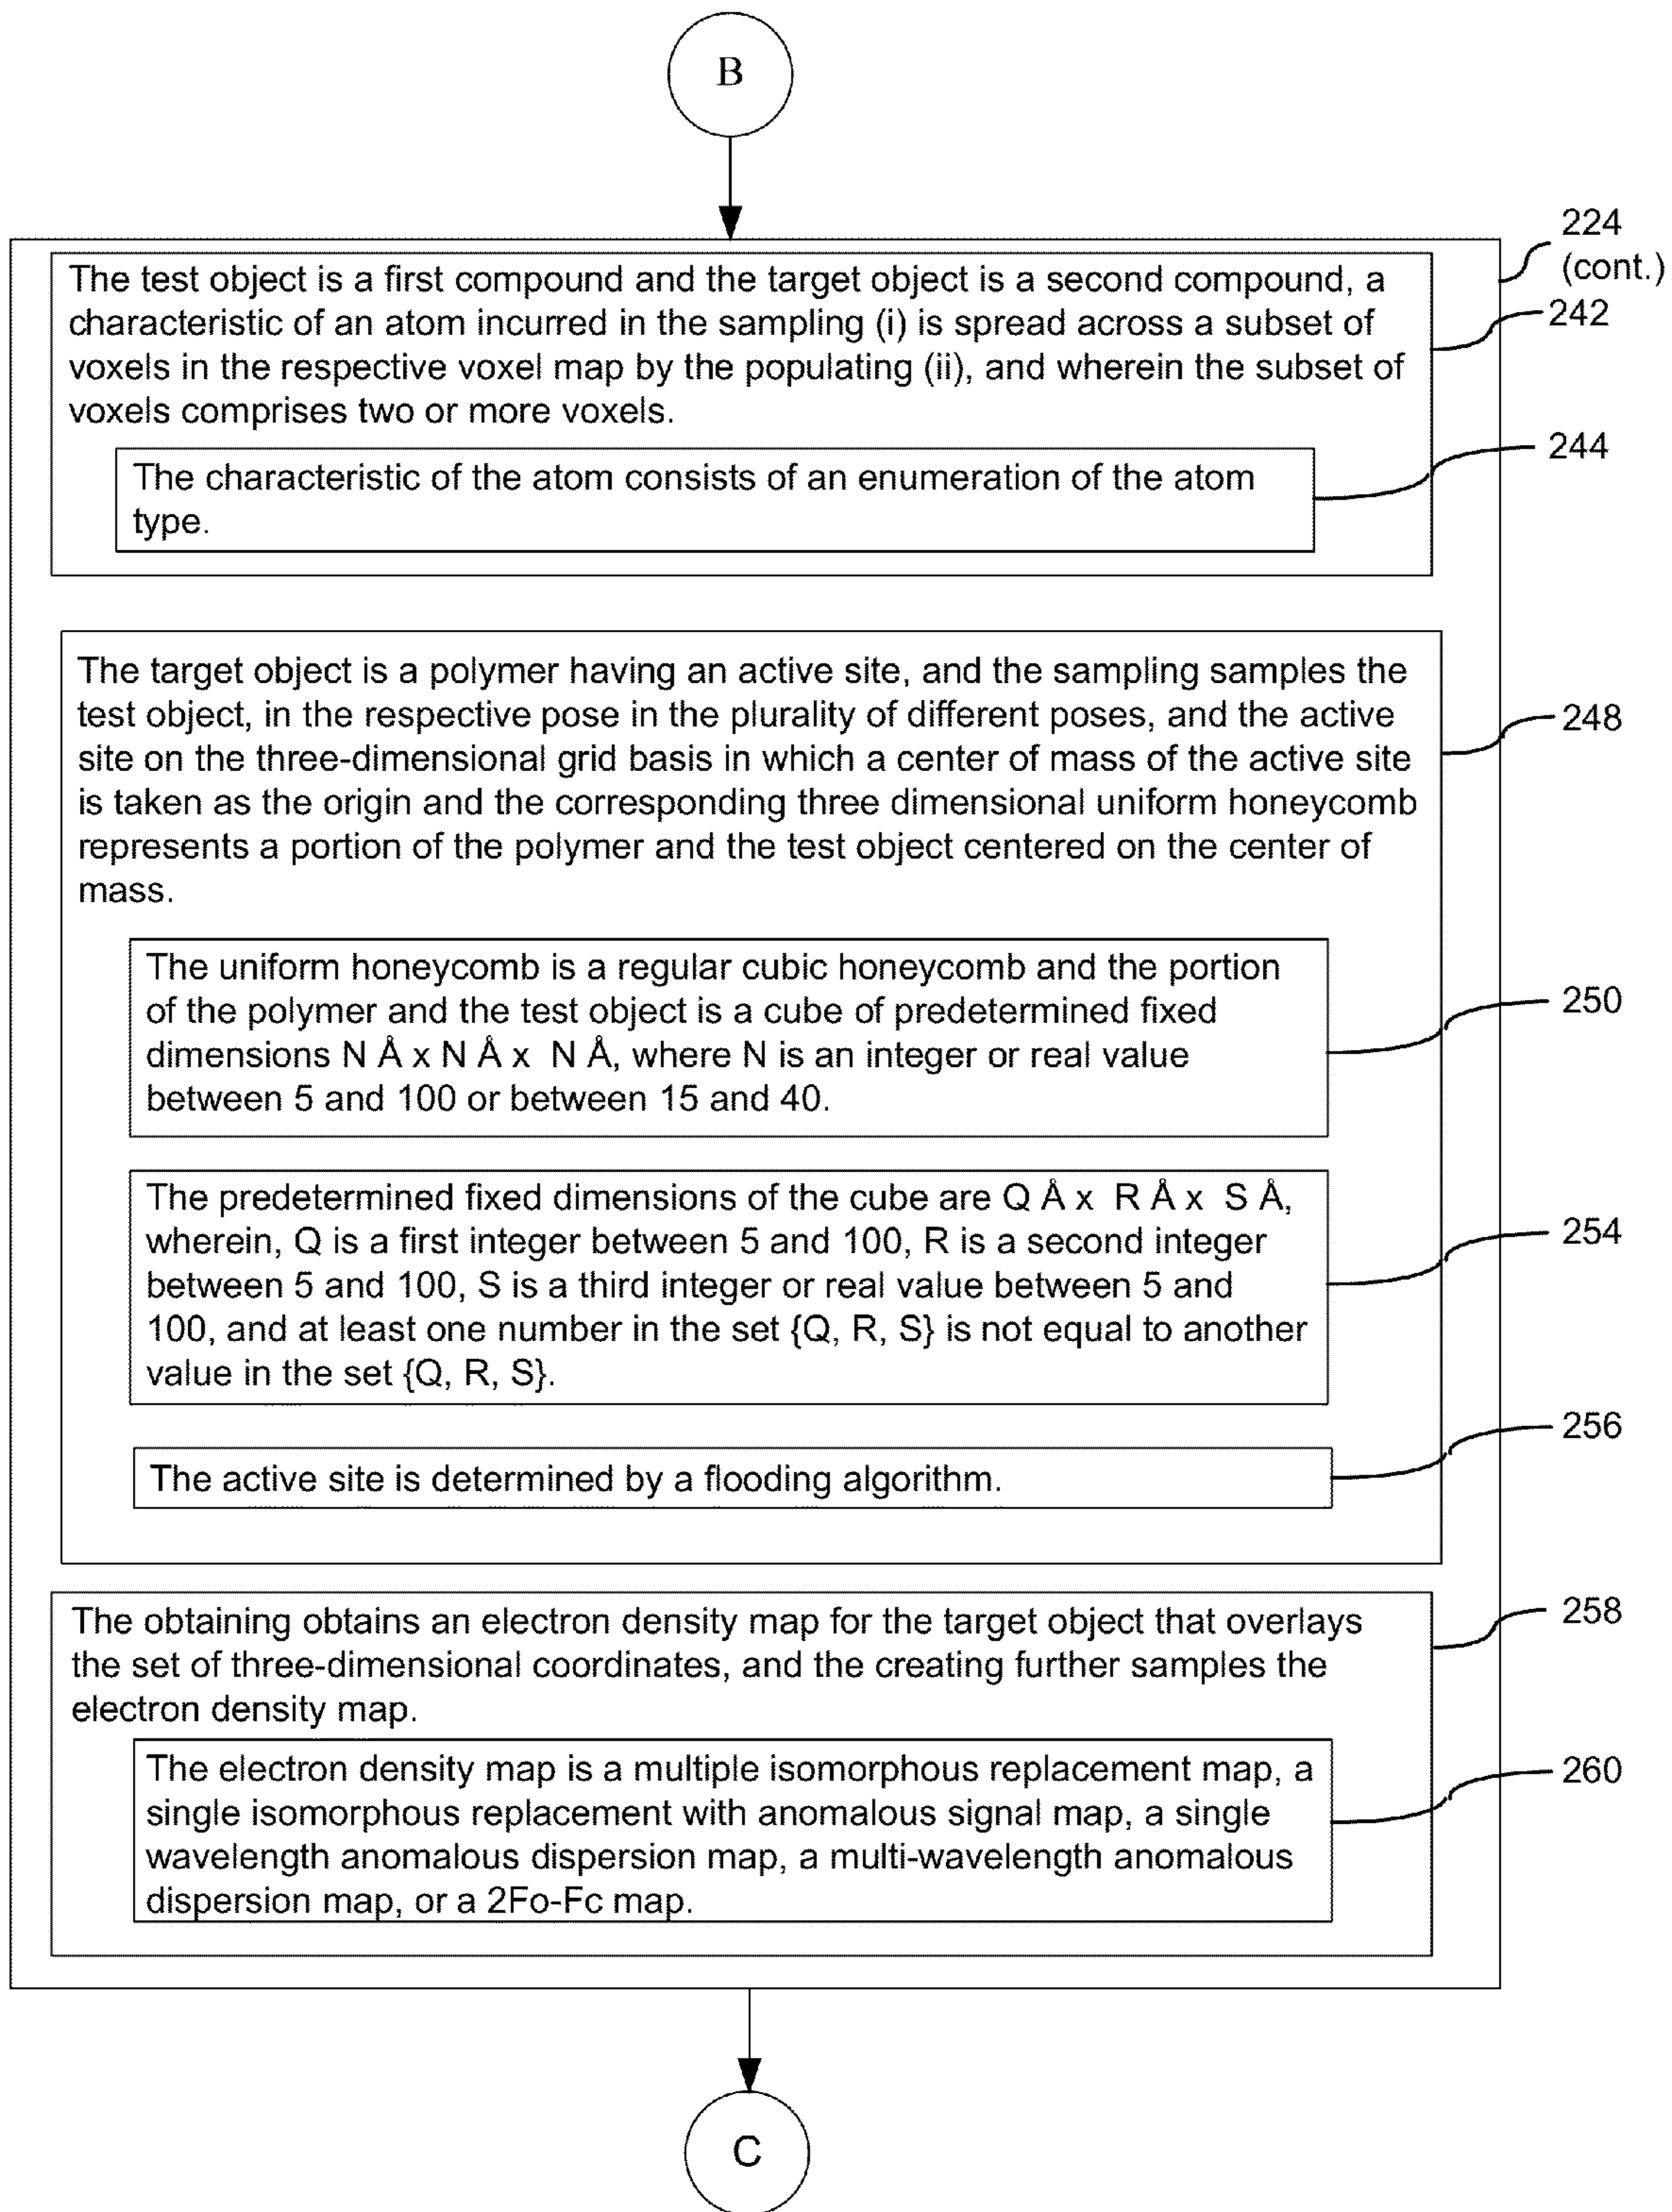 B
224
(cont.)
The test object is a first compound and the target object is a second compound, a
characteristic of an atom incurred in the sampling (i) is spread across a subset of
voxels in the respective voxel map by the populating (ii), and wherein the subset of
voxels comprises two or more voxels.
242
The characteristic of the atom consists of an enumeration of the atom
type.
244
The target object is a polymer having an active site, and the sampling samples the
test object, in the respective pose in the plurality of different poses, and the active
site on the three-dimensional grid basis in which a center of mass of the active site
is taken as the origin and the corresponding three dimensional uniform honeycomb
represents a portion of the polymer and the test object centered on the center of
mass.
248
The uniform honeycomb is a regular cubic honeycomb and the portion
of the polymer and the test object is a cube of predetermined fixed
dimensions N Å x N Å x N Å, where N is an integer or real value
between 5 and 100 or between 15 and 40.
250
The predetermined fixed dimensions of the cube are Q Å x R Å x S Å,
wherein, Q is a first integer between 5 and 100, R is a second integer
between 5 and 100, S is a third integer or real value between 5 and
100, and at least one number in the set {Q, R, S} is not equal to another
value in the set {Q, R, S}.
254
The active site is determined by a flooding algorithm.
256
The obtaining obtains an electron density map for the target object that overlays
the set of three-dimensional coordinates, and the creating further samples the
electron density map.
258
The electron density map is a multiple isomorphous replacement map, a
single isomorphous replacement with anomalous signal map, a single
wavelength anomalous dispersion map, a multi-wavelength anomalous
dispersion map, or a 2Fo-Fc map.
260
C